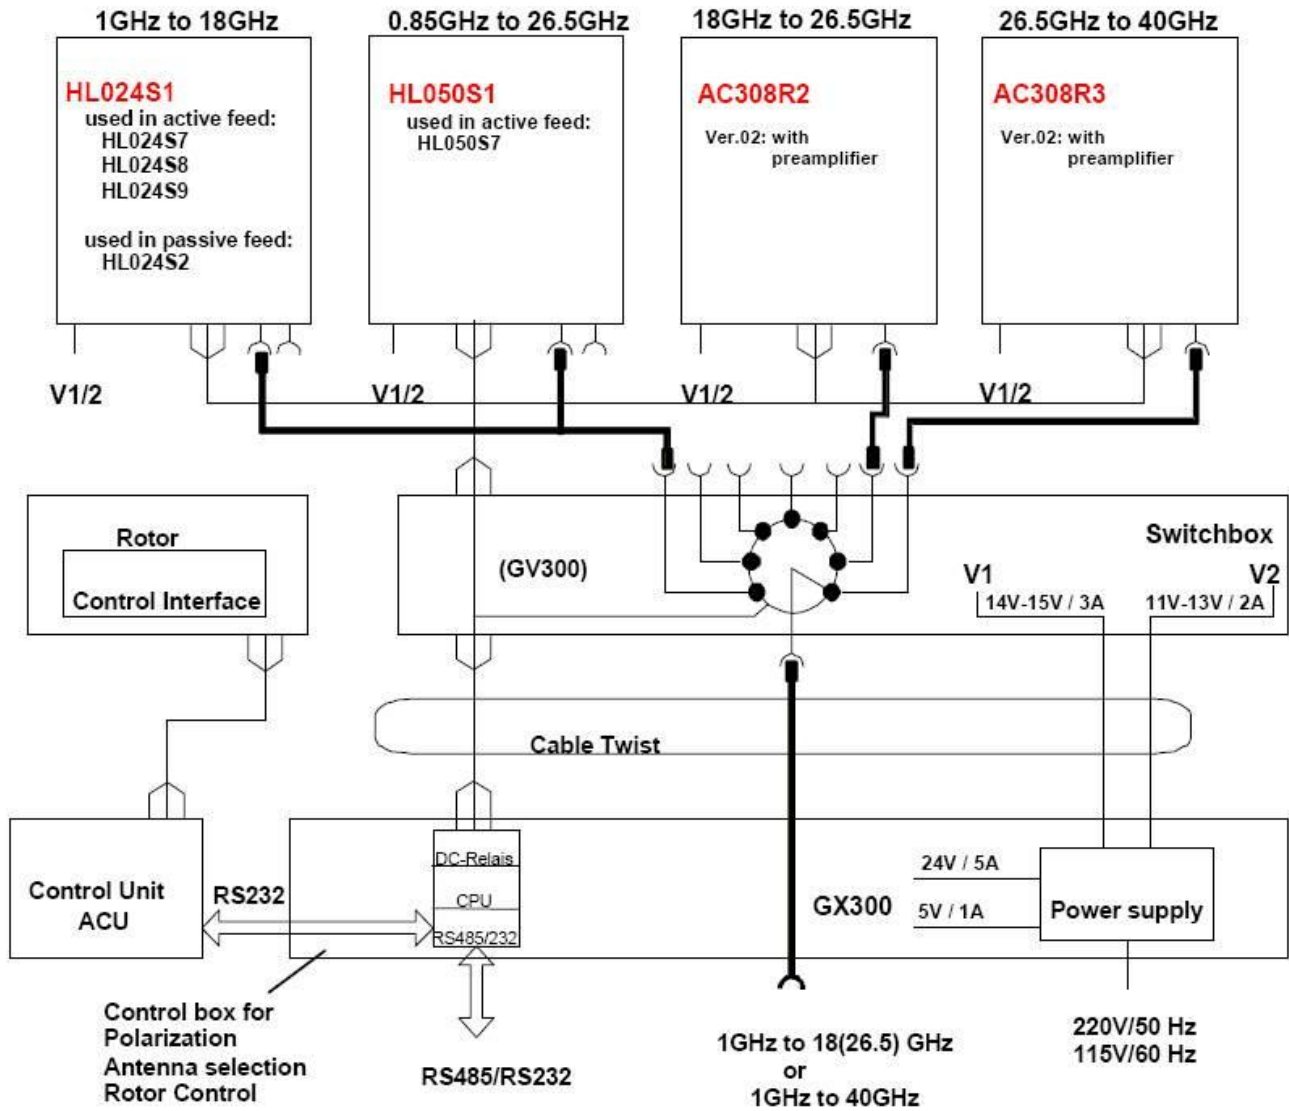 1GHz to 18GHz
0.85GHz to 26.5GHz
18GHz to 26.5GHz
26.5GHz to 40GHz
HL024S1
used in active feed:
HL024S7
HL024S8
HL024S9
used in passive feed:
HL024S2
HL050S1
used in active feed:
HL050S7
AC308R2
Ver.02: with
preamplifier
AC308R3
Ver.02: with
preamplifier
V1/2
V1/2
V1/2
V1/2
Rotor
Control Interface
(GV300)
Switchbox
V1
V2
14V-15V / 3A
11V-13V / 2A
Cable Twist
Control Unit
ACU
RS232
DC-Relais
CPU
RS485/232
GX300
24V / 5A
5V / 1A
Power supply
Control box for
Polarization
Antenna selection
Rotor Control
RS485/RS232
1GHz to 18(26.5) GHz
or
1GHz to 40GHz
220V/50 Hz
115V/60 Hz